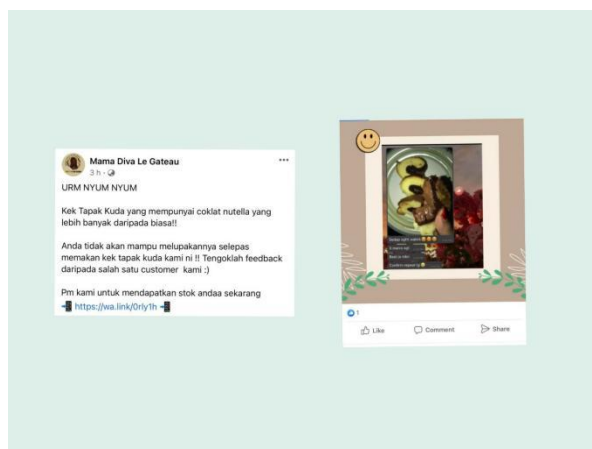 Mama Diva Le Gateau
3 h
URM NYUM NYUM
Kek Tapak Kuda yang mempunyai coklat nutella yang
lebih banyak daripada biasa!!
Anda tidak akan mampu melupakannya selepas
memakan kek tapak kuda kami ni !! Tengoklah feedback
daripada salah satu customer kami :)
Pm kami untuk mendapatkan stok andaa sekarang
https://wa.link/0rly1h
1
Like
Comment
Share